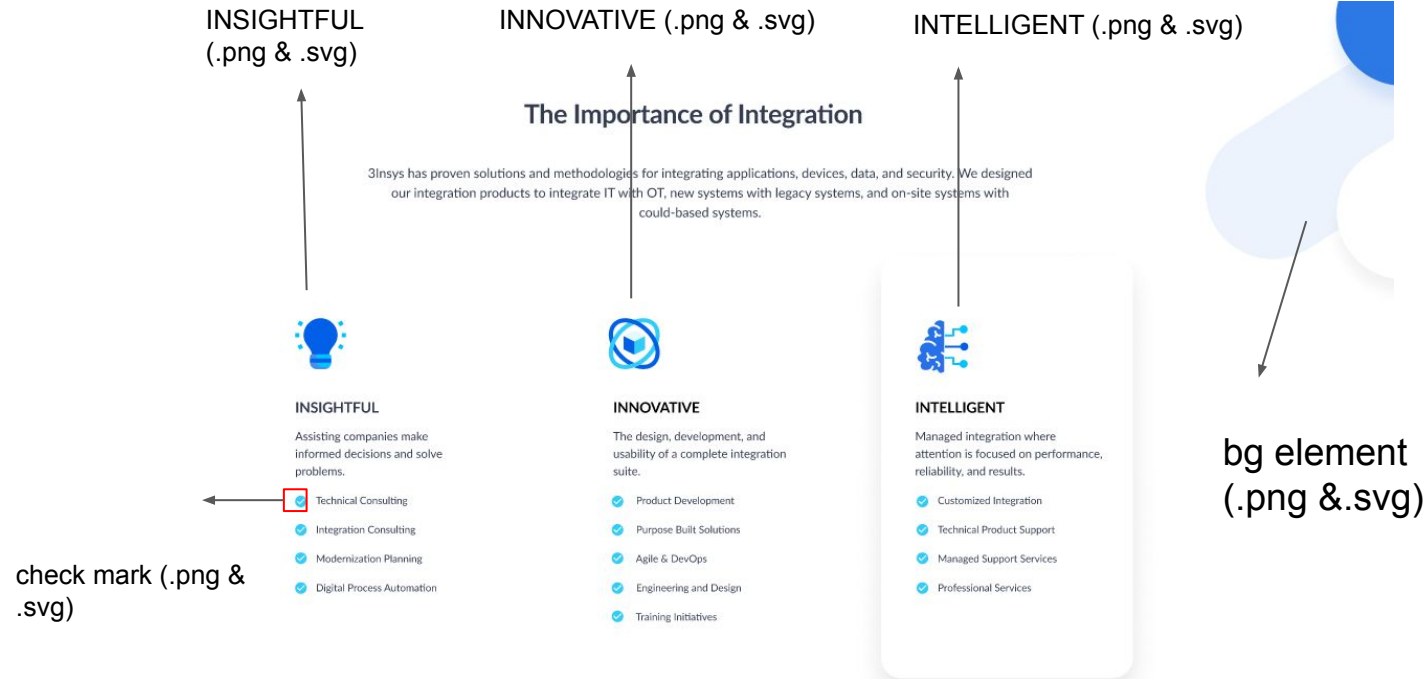 INSIGHTFUL
(.png & .svg)
INNOVATIVE (.png & .svg)
INTELLIGENT (.png & .svg)
The Importance of Integration
3Insys has proven solutions and methodologies for integrating applications, devices, data, and security. We designed
our integration products to integrate IT with OT, new systems with legacy systems, and on-site systems with
could-based systems.
INSIGHTFUL
Assisting companies make
informed decisions and solve
problems.
Technical Consulting
Integration Consulting
Modernization Planning
Digital Process Automation
INNOVATIVE
The design, development, and
usability of a complete integration
suite.
Product Development
Purpose Built Solutions
Agile & DevOps
Engineering and Design
Training Initiatives
INTELLIGENT
Managed integration where
attention is focused on performance,
reliability, and results.
Customized Integration
Technical Product Support
Managed Support Services
Professional Services
bg element
(.png &.svg)
check mark (.png &
.svg)